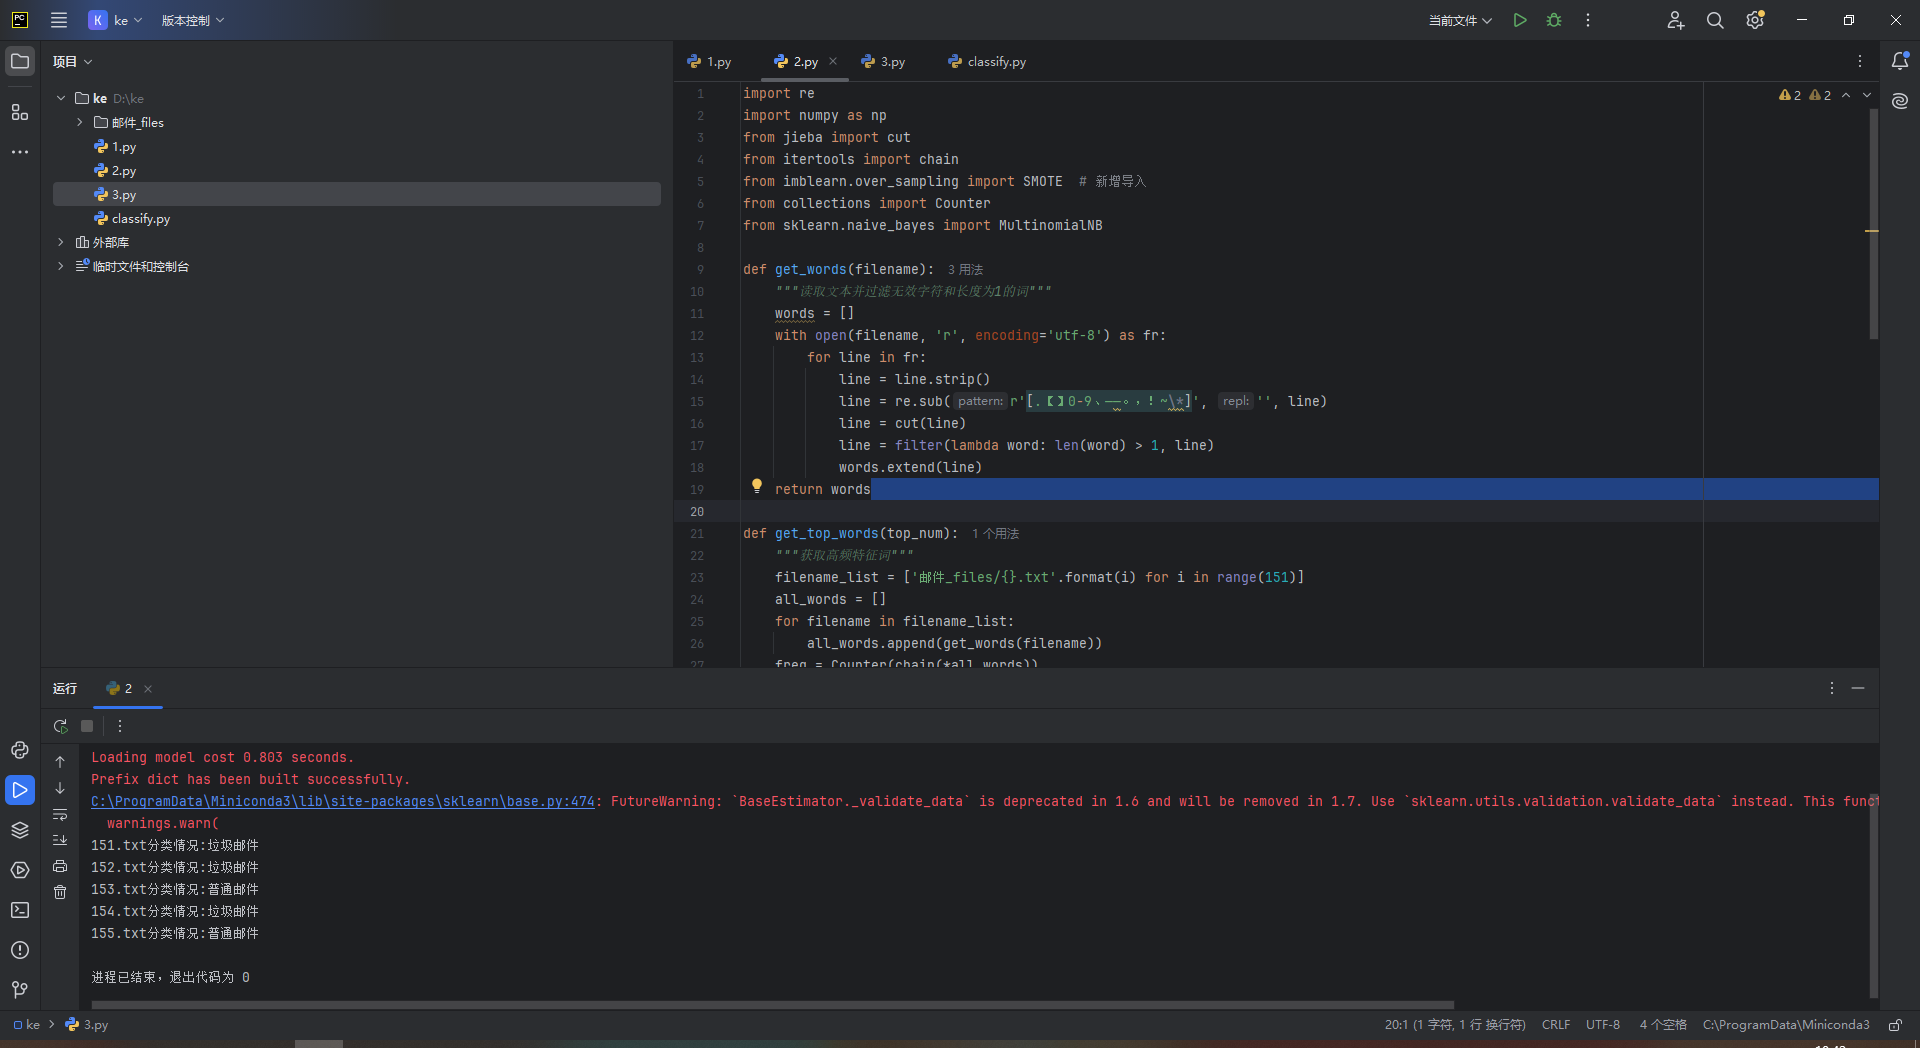 PC
K ke 版本控制
当前文件
项目
ke D:\ke
邮件_files
1.py
2.py
3.py
classify.py
外部库
临时文件和控制台
1.py 2.py 3.py classify.py
2 2
1 import re
2 import numpy as np
3 from jieba import cut
4 from itertools import chain
5 from imblearn.over_sampling import SMOTE # 新增导入
6 from collections import Counter
7 from sklearn.naive_bayes import MultinomialNB
8
9 def get_words(filename): 3 用法
10 """读取文本并过滤无效字符和长度为1的词"""
11 words = []
12 with open(filename, 'r', encoding='utf-8') as fr:
13 for line in fr:
14 line = line.strip()
15 line = re.sub( pattern: r'[.【】0-9、——。，！~\*]', repl: '', line)
16 line = cut(line)
17 line = filter(lambda word: len(word) > 1, line)
18 words.extend(line)
19 return words
20
21 def get_top_words(top_num): 1 个用法
22 """获取高频特征词"""
23 filename_list = ['邮件_files/{}.txt'.format(i) for i in range(151)]
24 all_words = []
25 for filename in filename_list:
26 all_words.append(get_words(filename))
27 freq = Counter(chain(*all_words))
运行 2
Loading model cost 0.803 seconds.
Prefix dict has been built successfully.
C:\ProgramData\Miniconda3\lib\site-packages\sklearn\base.py:474: FutureWarning: `BaseEstimator._validate_data` is deprecated in 1.6 and will be removed in 1.7. Use `sklearn.utils.validation.validate_data` instead. This func
warnings.warn(
151.txt分类情况:垃圾邮件
152.txt分类情况:垃圾邮件
153.txt分类情况:普通邮件
154.txt分类情况:垃圾邮件
155.txt分类情况:普通邮件
进程已结束，退出代码为 0
ke 3.py
20:1 (1 字符, 1 行 换行符) CRLF UTF-8 4 个空格 C:\ProgramData\Miniconda3